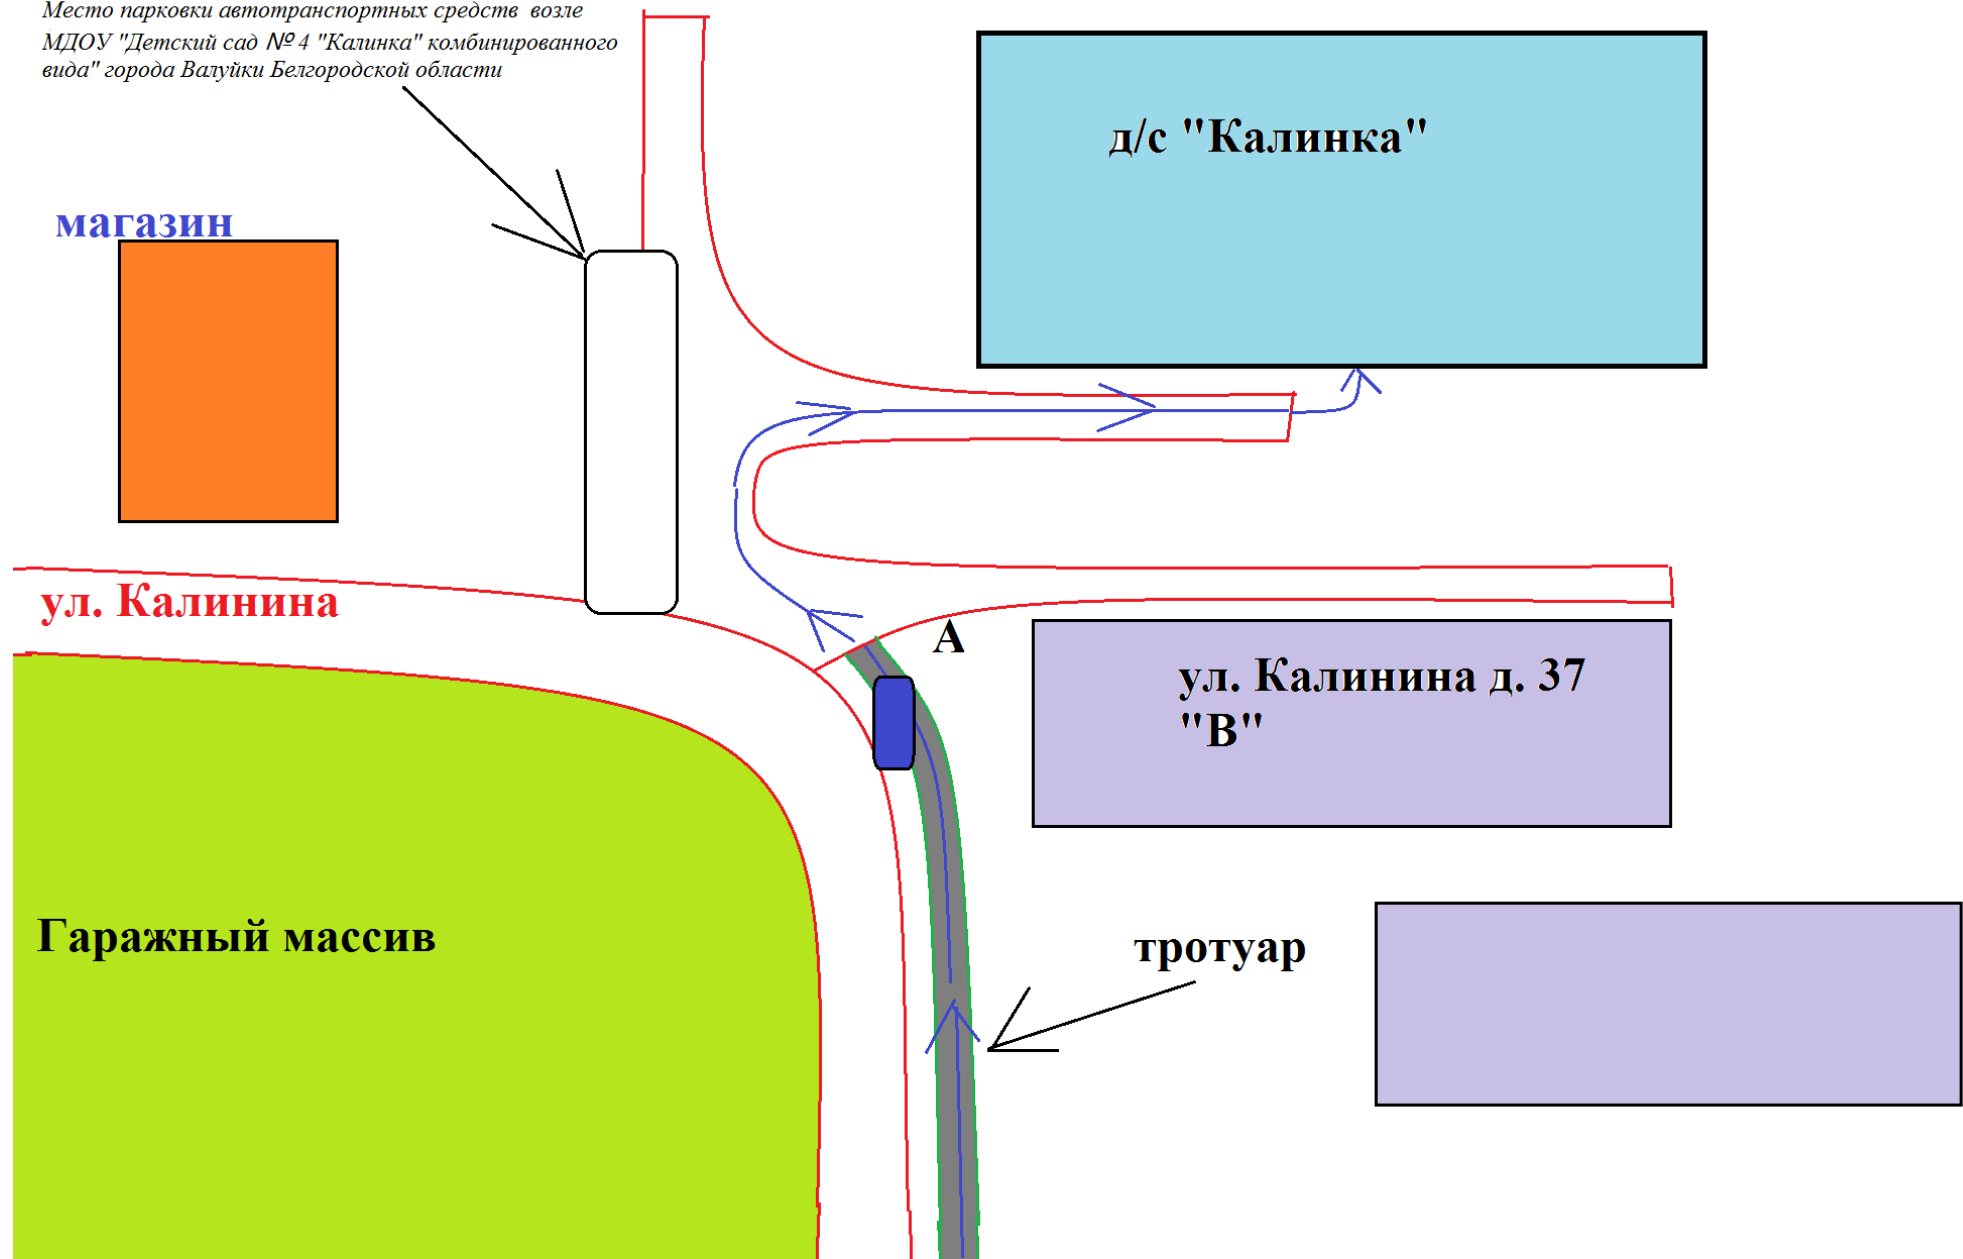 Место парковки автотранспортных средств возле
МДОУ "Детский сад № 4 "Калинка" комбинированного
вида" города Валуйки Белгородской области
д/с "Калинка"
магазин
ул. Калинина
А
ул. Калинина д. 37
"В"
Гаражный массив
тротуар